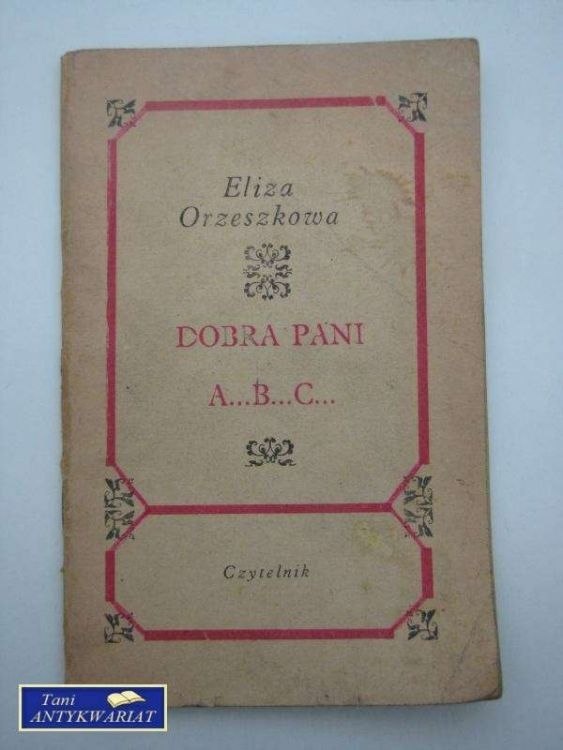 Eliza
Orzeszkowa
DOBRA PANI
A...B...C...
Czytelnik
Tani
ANTYKWARIAT